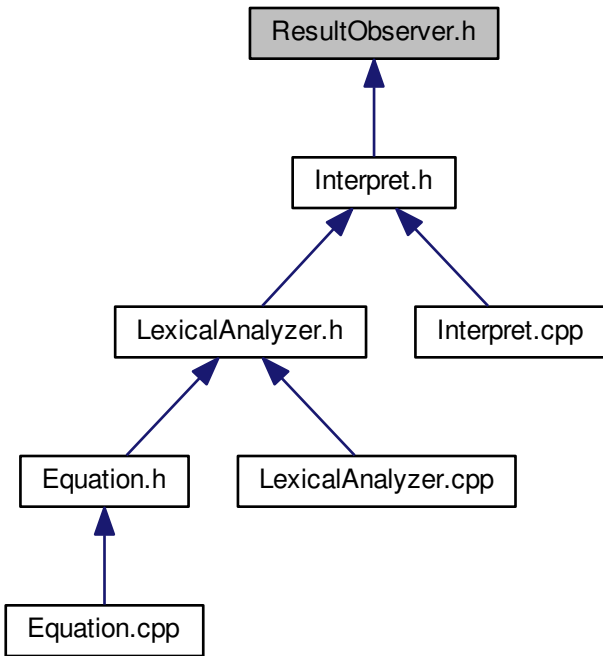 ResultObserver.h
Interpret.h
LexicalAnalyzer.h
Interpret.cpp
Equation.h
LexicalAnalyzer.cpp
Equation.cpp